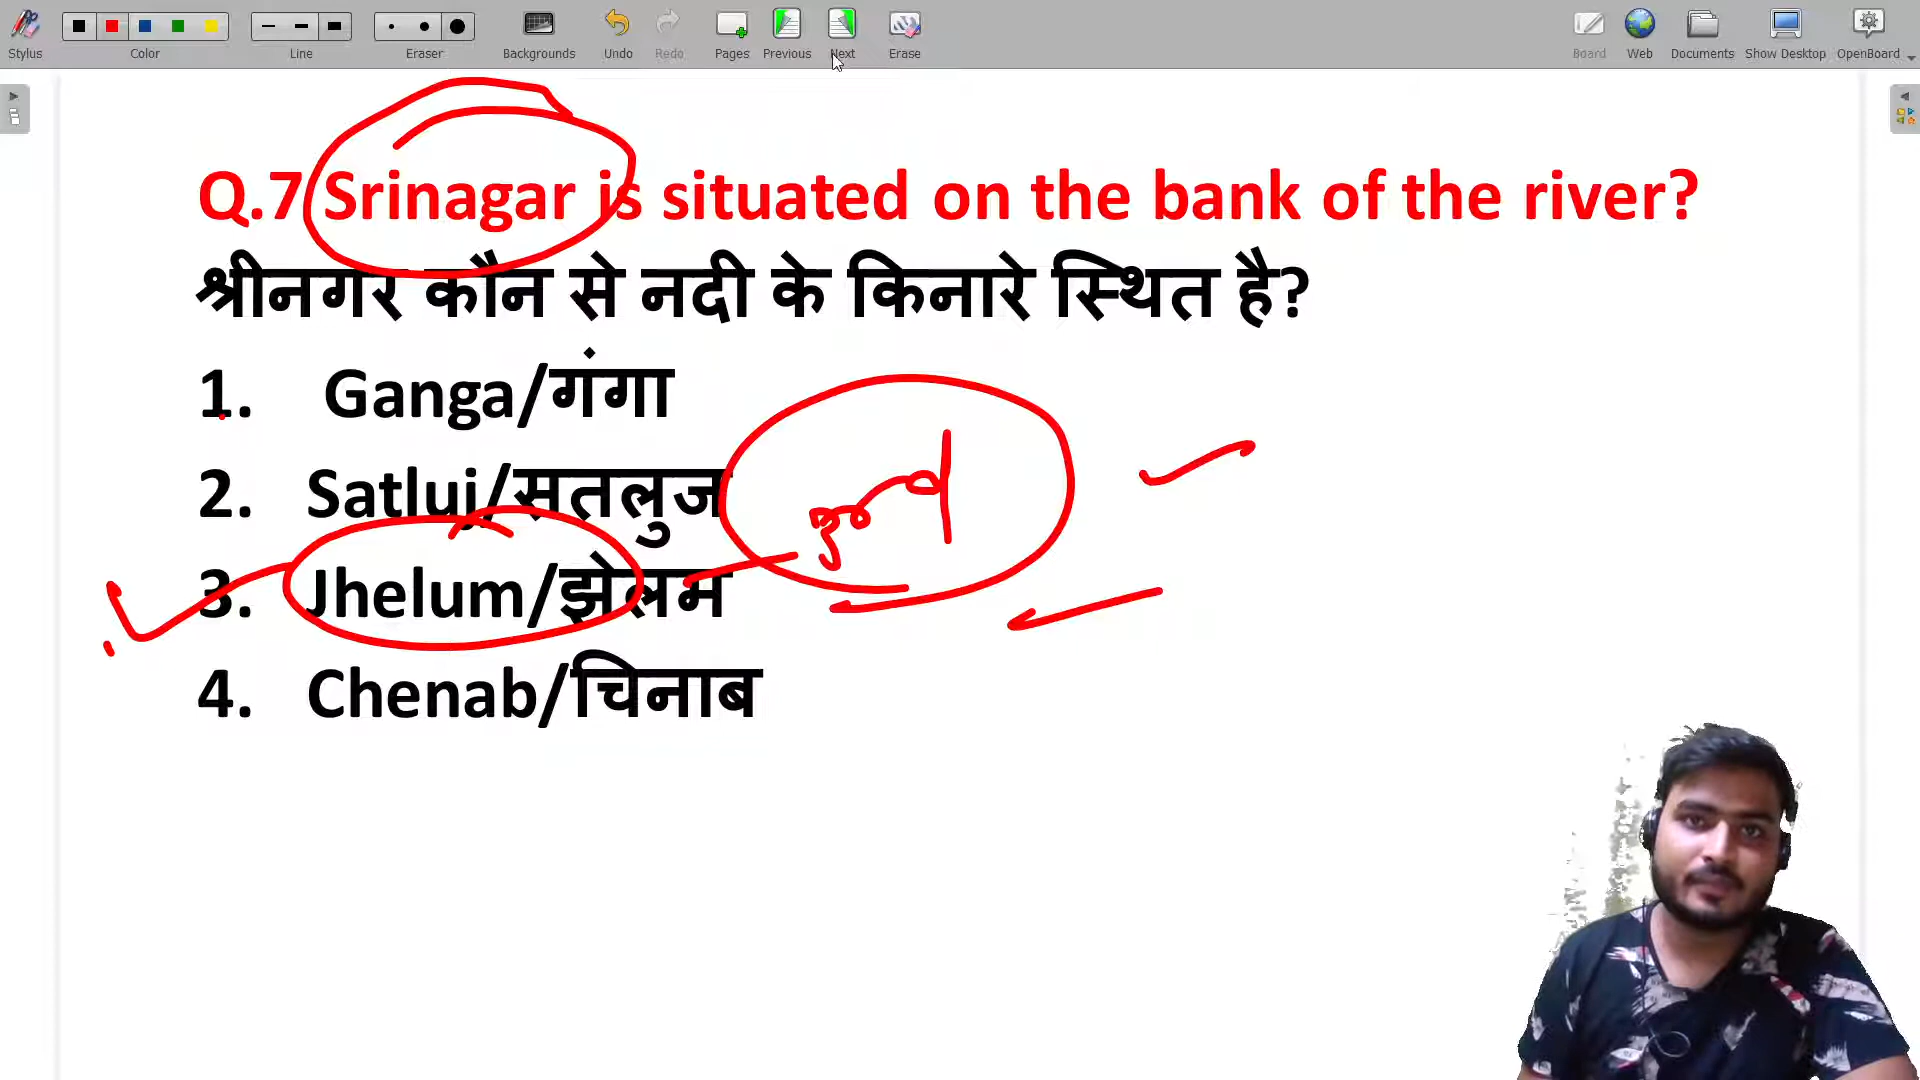 Stylus
Color
Line
Eraser
Backgrounds
Undo
Redo
Pages
Previous
Next
Erase
Board
Web
Documents
Show Desktop
OpenBoard
Q.7 Srinagar is situated on the bank of the river?
श्रीनगर कौन से नदी के किनारे स्थित है?
1. Ganga/गंगा
2. Satluj/सतलुज
3. Jhelum/झेलम
4. Chenab/चिनाब